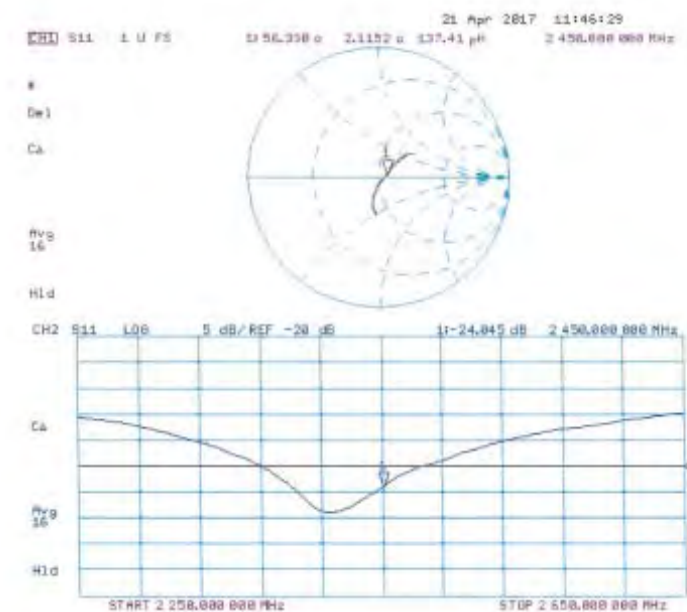 21 Apr 2017 11:46:29
CH1 S11 1 U FS 1: 56.330 Ω 2.1152 Ω 137.41 pH 2 450.000 000 MHz
*
Del
CA
Avg
16
Hld
CH2 S11 LOG 5 dB/REF -20 dB 1:-24.045 dB 2 450.000 000 MHz
CA
Avg
16
Hld
START 2 250.000 000 MHz STOP 2 650.000 000 MHz